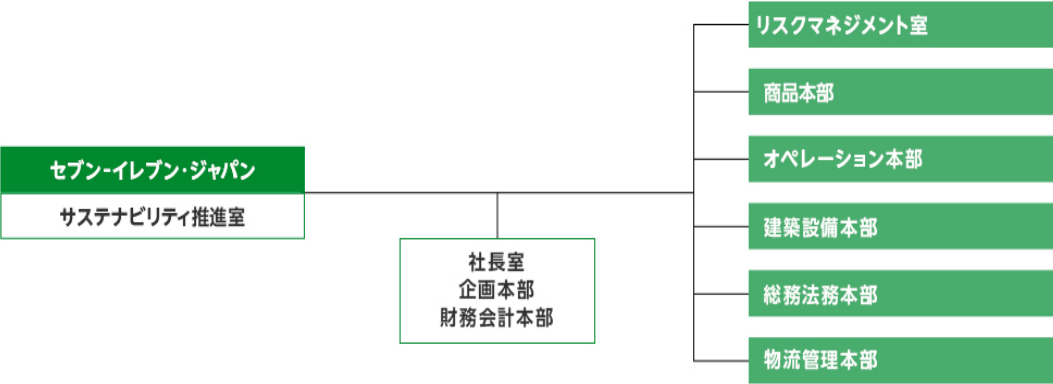 セブン-イレブン・ジャパン
サステナビリティ推進室
社長室
企画本部
財務会計本部
リスクマネジメント室
商品本部
オペレーション本部
建築設備本部
総務法務本部
物流管理本部